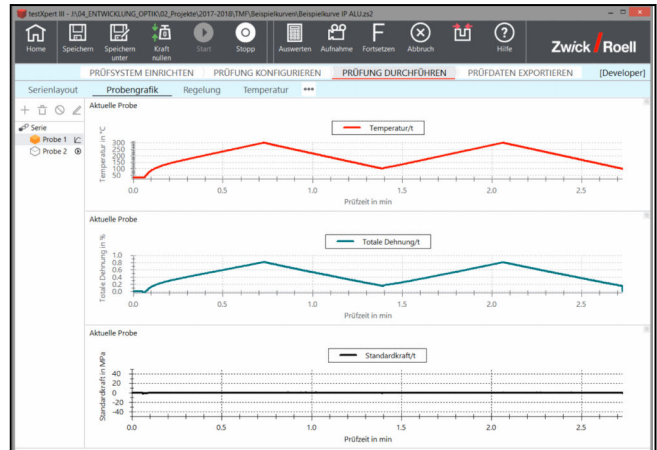 testXpert III - J:\04_ENTWICKLUNG_OPTIK\02_Projekte\2017-2018\TMF\Beispielkurven\Beispielkurve IP ALU.zs2
Home Speichern Speichern unter Kraft nullen Start Stopp Auswerten Aufnahme Fortsetzen Abbruch Hilfe Zwick Roell
PRÜFSYSTEM EINRICHTEN PRÜFUNG KONFIGURIEREN PRÜFUNG DURCHFÜHREN PRÜFDATEN EXPORTIEREN [Developer]
Serienlayout Probengrafik Regelung Temperatur •••
Serie
Probe 1
Probe 2
Aktuelle Probe
Temperatur/t
Temperatur in °C
300
250
200
150
100
50
0.0 0.5 1.0 1.5 2.0 2.5
Prüfzeit in min
Aktuelle Probe
Totale Dehnung/t
Totale Dehnung in %
1.0
0.8
0.6
0.4
0.2
0.0
0.0 0.5 1.0 1.5 2.0 2.5
Prüfzeit in min
Aktuelle Probe
Standardkraft/t
Standardkraft in MPa
40
20
0
-20
-40
0.0 0.5 1.0 1.5 2.0 2.5
Prüfzeit in min